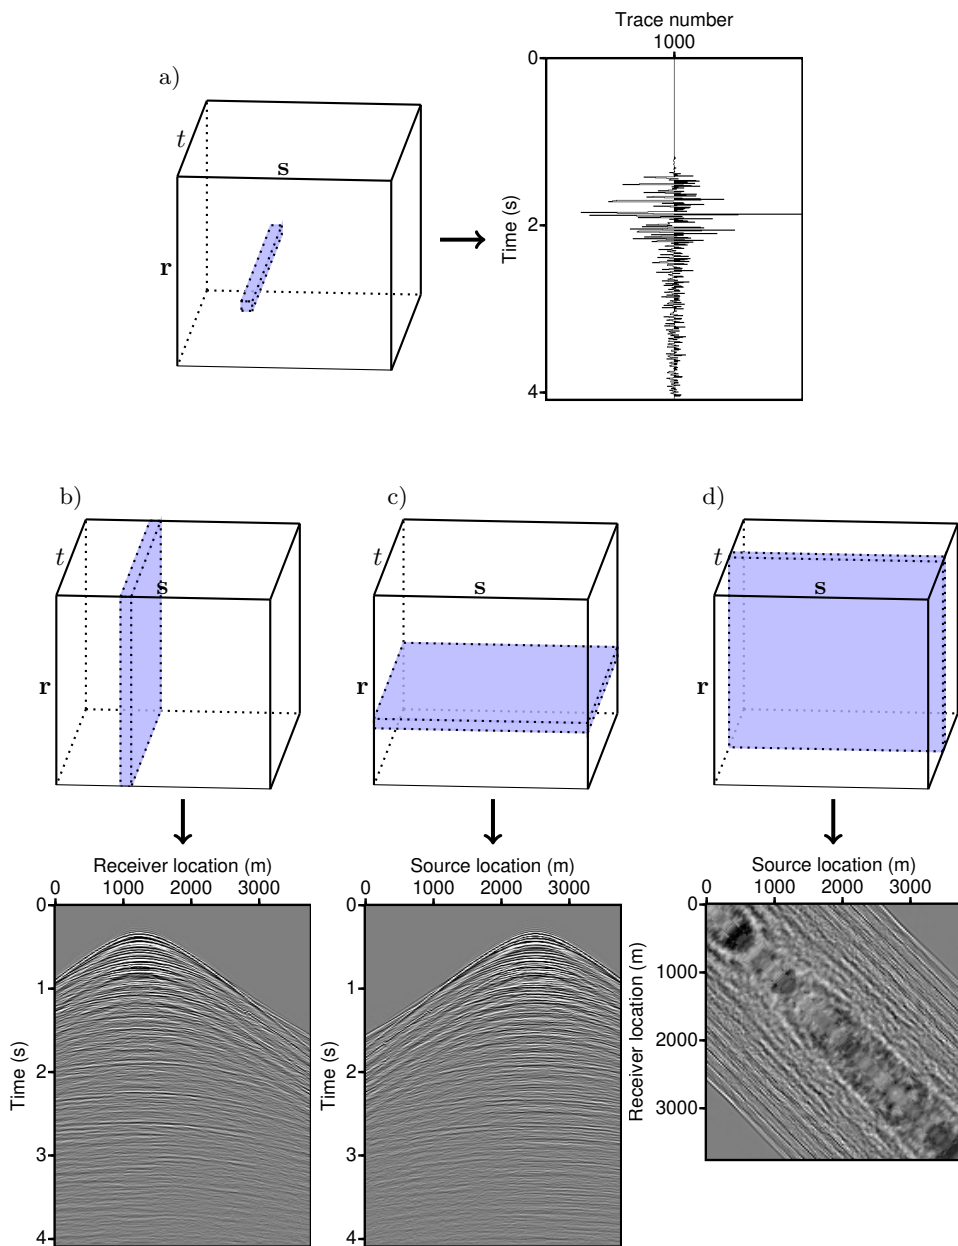 Trace number
1000
a)
t
s
r
Time (s)
0
2
4
b)
c)
d)
t
s
r
t
s
r
t
s
r
Receiver location (m)
0 1000 2000 3000
Time (s)
0
1
2
3
4
Source location (m)
0 1000 2000 3000
Time (s)
0
1
2
3
4
Source location (m)
0 1000 2000 3000
Receiver location (m)
0
1000
2000
3000